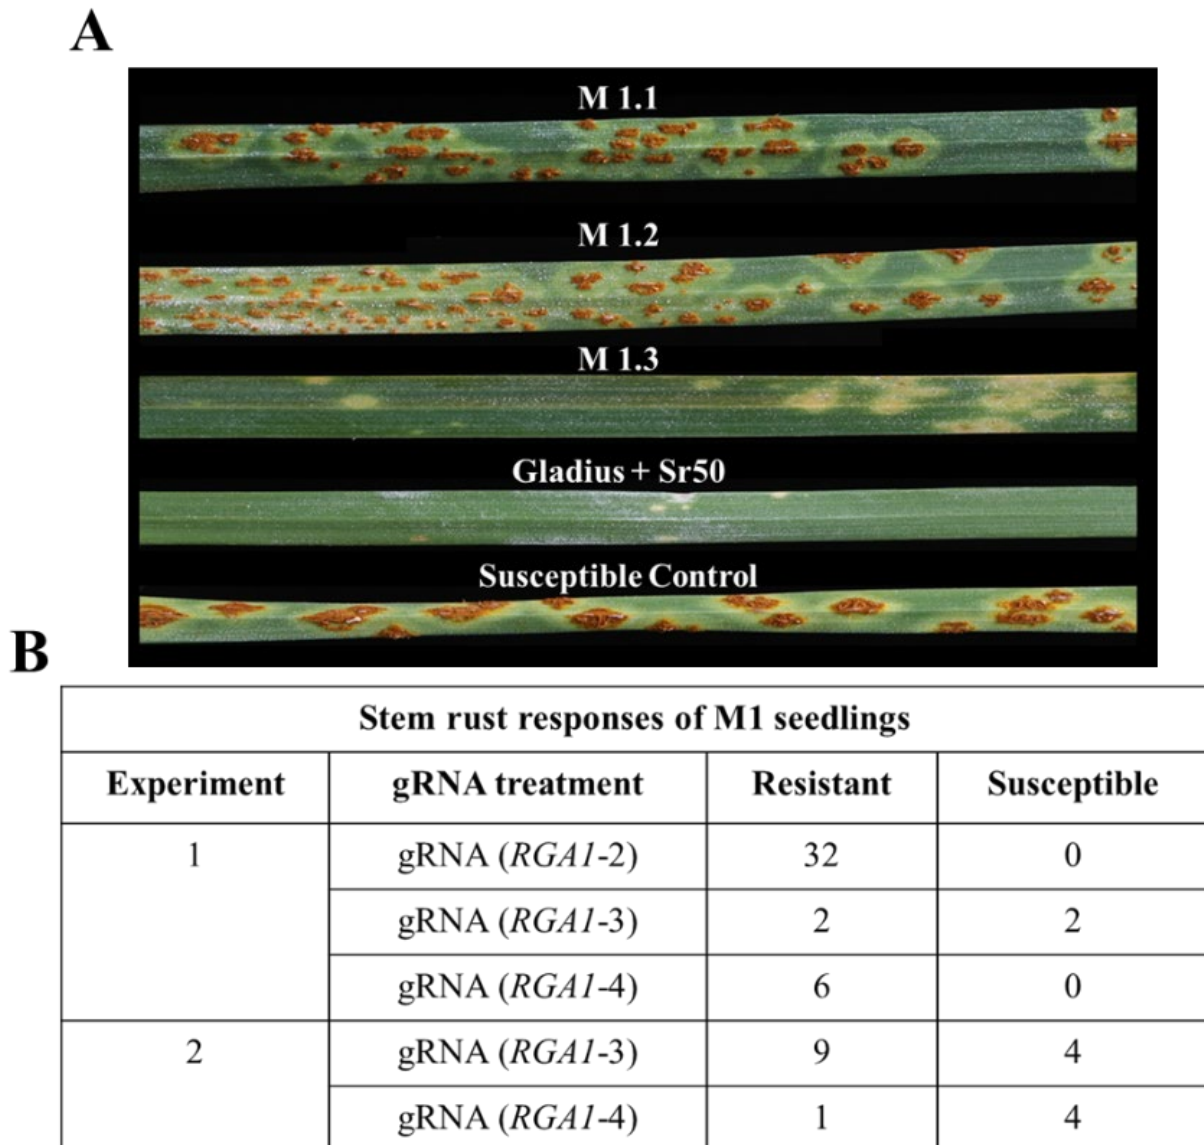 A
M 1.1
M 1.2
M 1.3
Gladius + Sr50
Susceptible Control
B
Stem rust responses of M1 seedlings
Experiment gRNA treatment Resistant Susceptible
1 gRNA (RGA1-2) 32 0
gRNA (RGA1-3) 2 2
gRNA (RGA1-4) 6 0
2 gRNA (RGA1-3) 9 4
gRNA (RGA1-4) 1 4